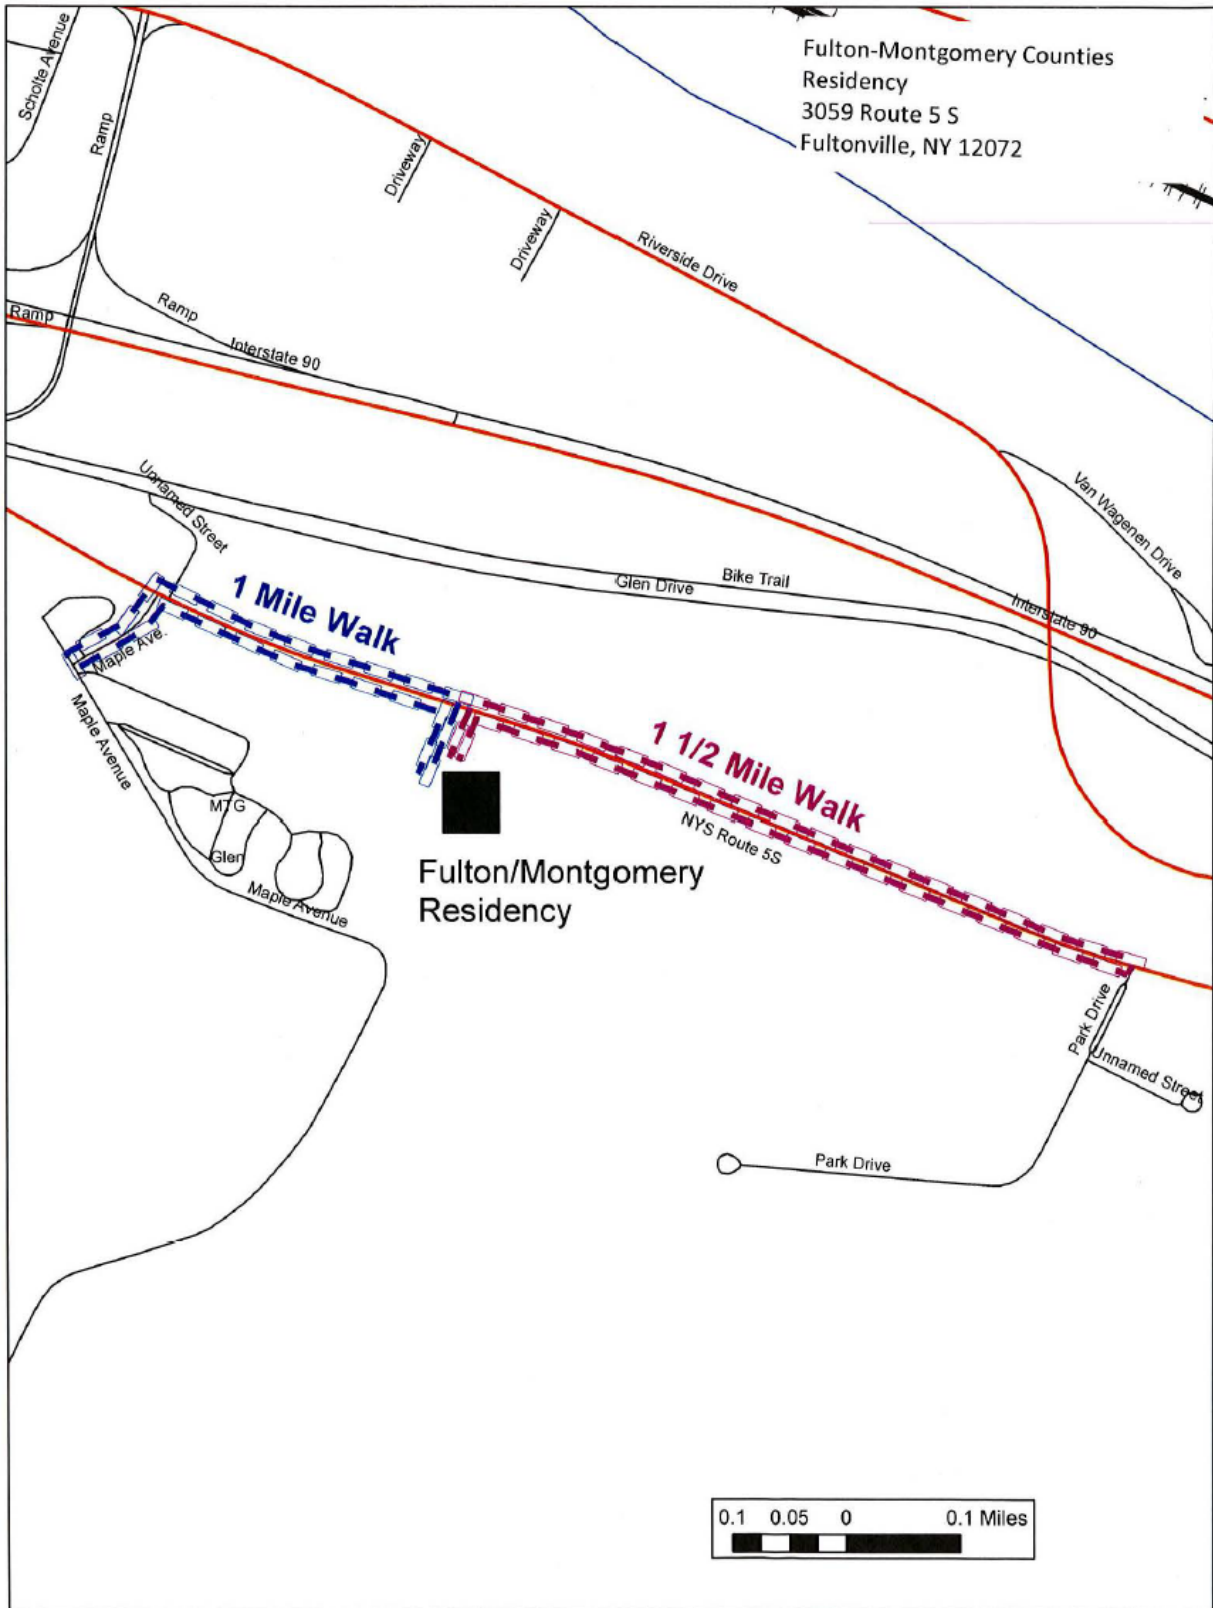 Fulton-Montgomery Counties
Residency
3059 Route 5 S
Fultonville, NY 12072
Scholte Avenue
Ramp
Driveway
Driveway
Riverside Drive
Ramp
Ramp
Interstate 90
Van Wagenen Drive
Unnamed Street
Bike Trail
Glen Drive
Interstate 90
1 Mile Walk
Maple Ave.
Maple Avenue
1 1/2 Mile Walk
MTG
NYS Route 5S
Glen
Fulton/Montgomery
Residency
Maple Avenue
Park Drive
Unnamed Street
Park Drive
0.1 0.05 0 0.1 Miles